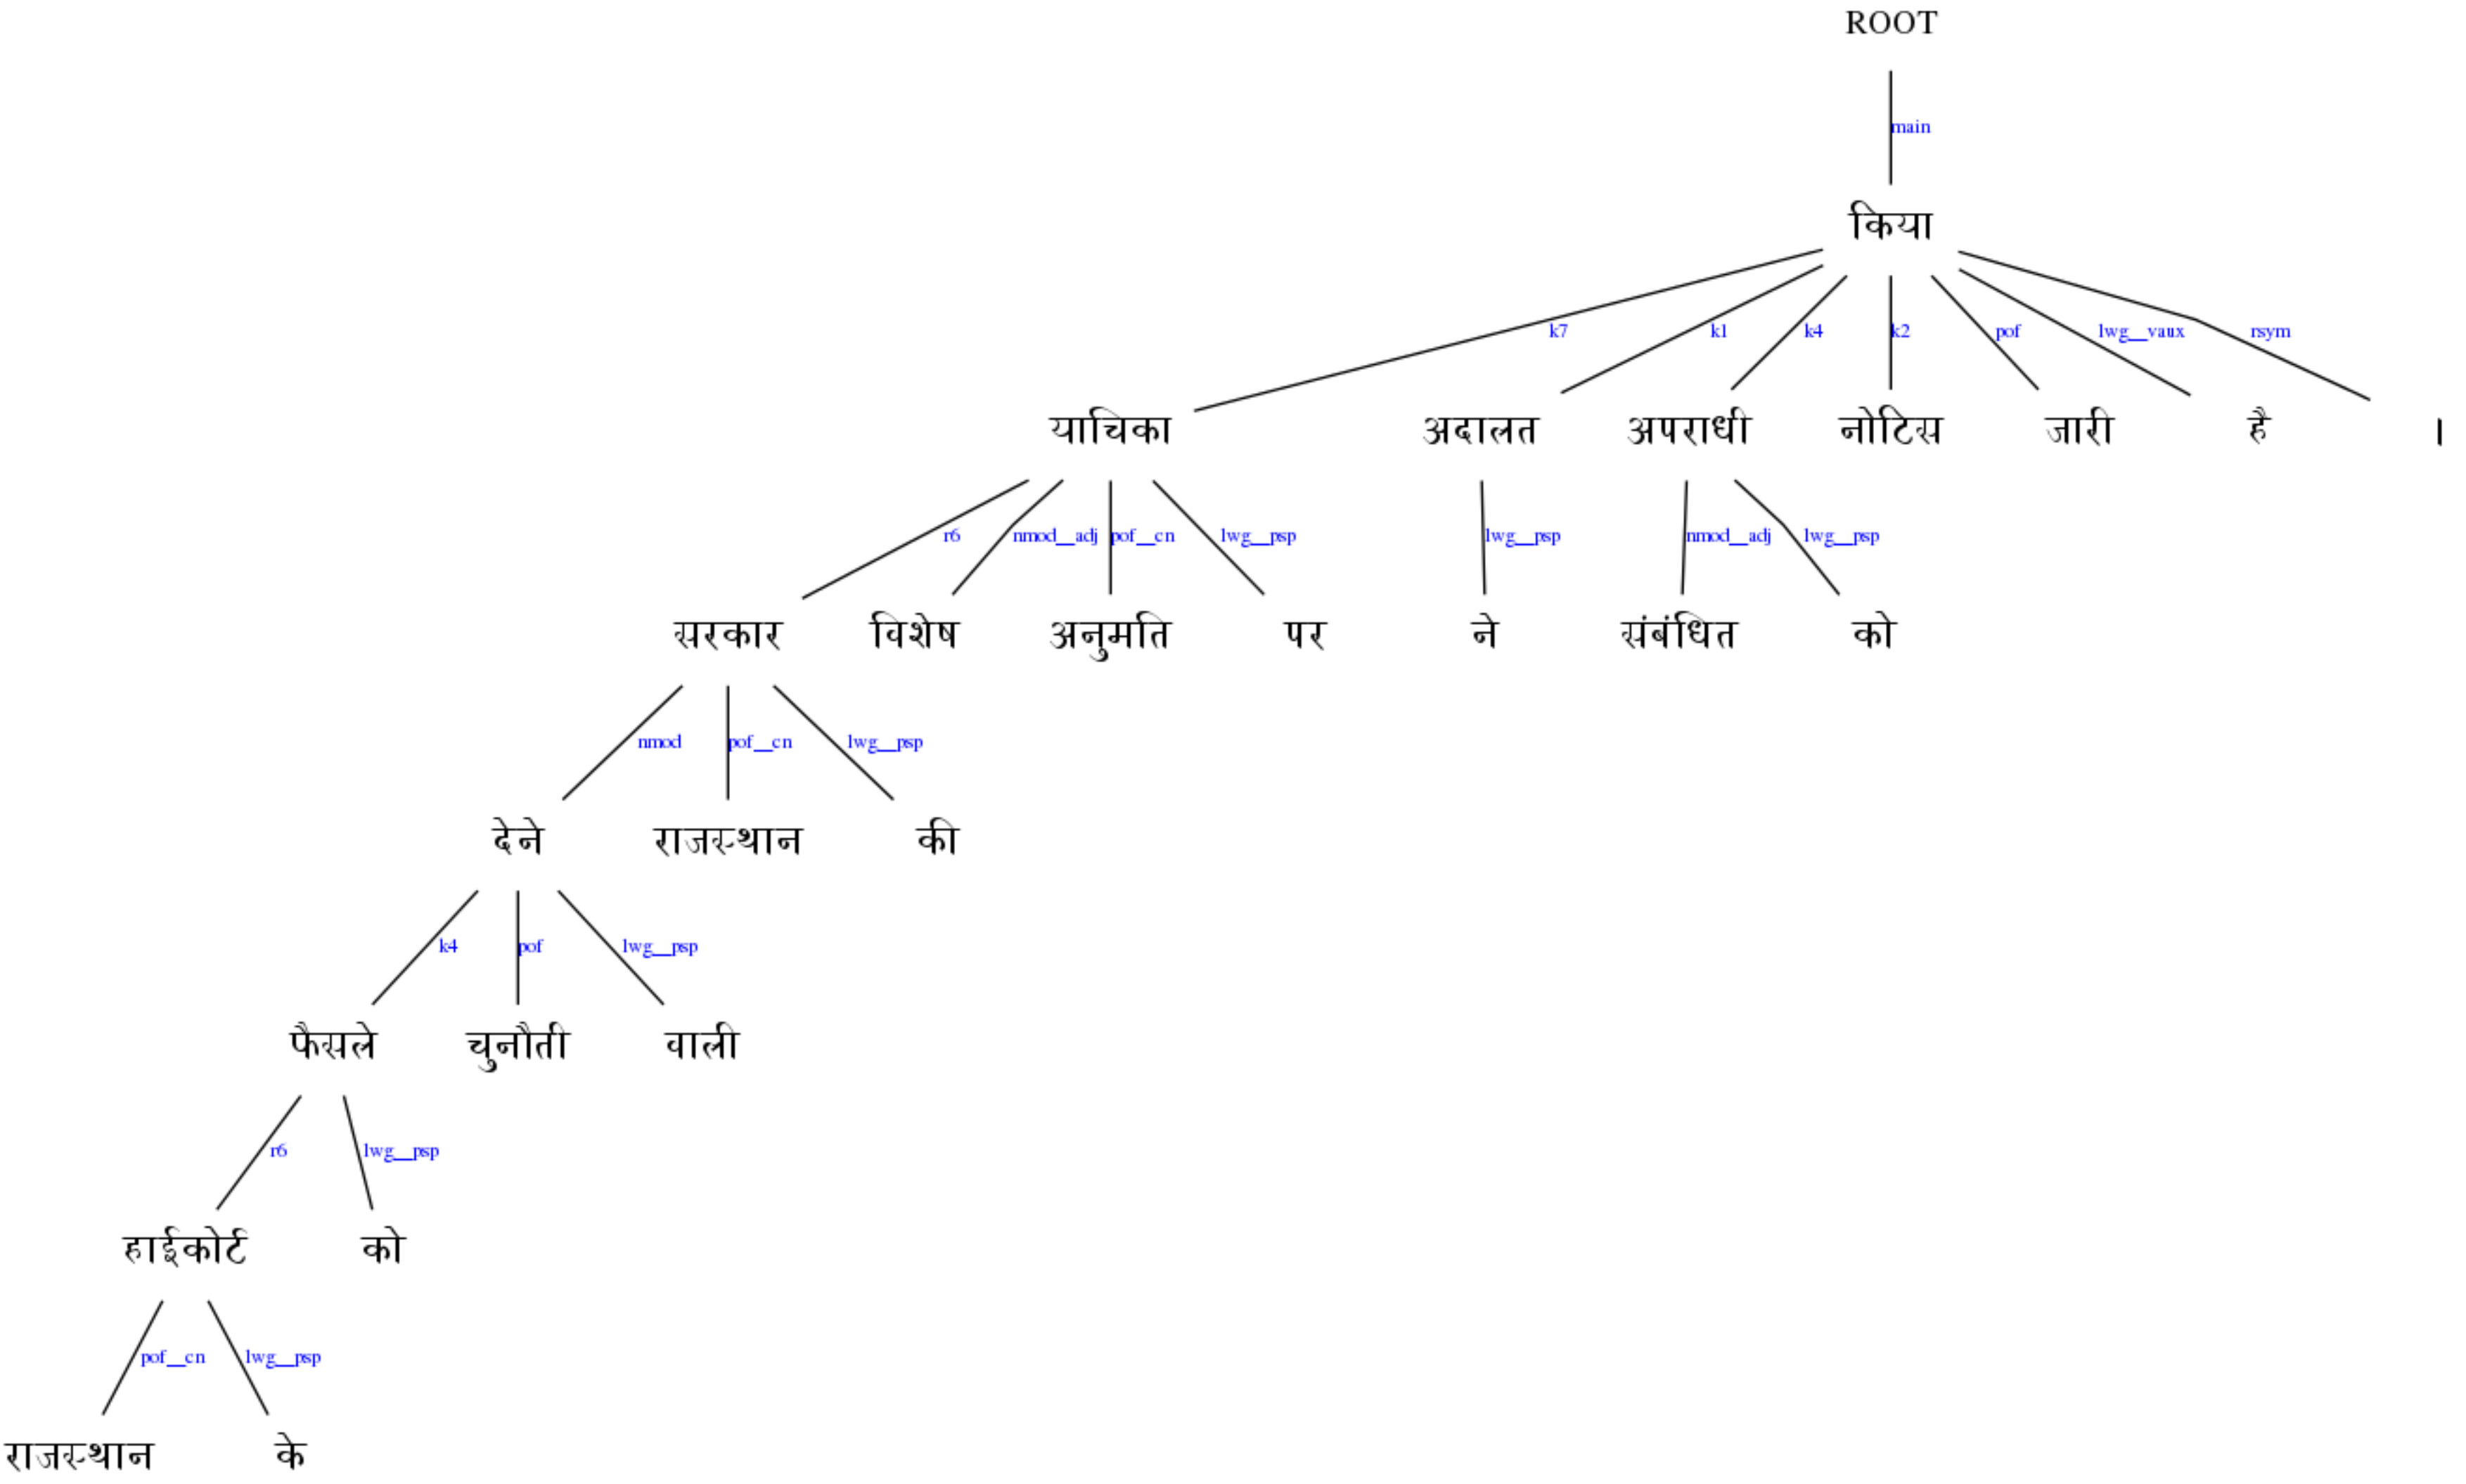 ROOT
main
किया
k7 k1 k4 k2 pof lwg__vaux rsym
याचिका अदालत अपराधी नोटिस जारी है ।
r6 nmod__adj pof__cn lwg__psp lwg__psp nmod__adj lwg__psp
सरकार विशेष अनुमति पर ने संबंधित को
nmod pof__cn lwg__psp
देने राजस्थान की
k4 pof lwg__psp
फैसले चुनौती वाली
r6 lwg__psp
हाईकोर्ट को
pof__cn lwg__psp
राजस्थान के